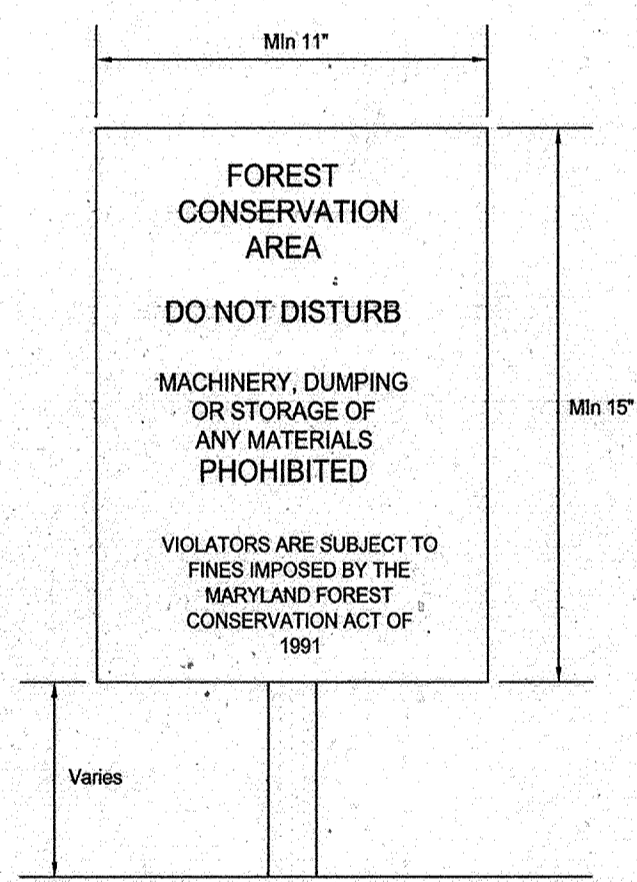 Min 11"
FOREST
CONSERVATION
AREA
DO NOT DISTURB
MACHINERY, DUMPING
OR STORAGE OF
ANY MATERIALS
PHOHIBITED
Min 15"
VIOLATORS ARE SUBJECT TO
FINES IMPOSED BY THE
MARYLAND FOREST
CONSERVATION ACT OF
1991
Varies